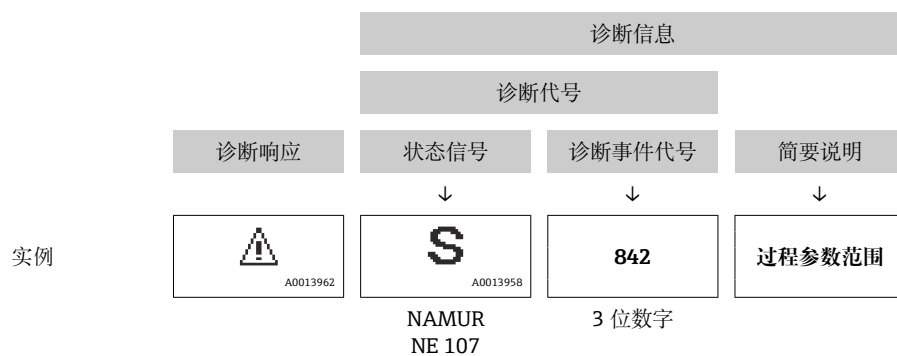 诊断信息
诊断代号
诊断响应 状态信号 诊断事件代号 简要说明
↓ ↓ ↓
实例 S 842 过程参数范围
A0013962 A0013958
NAMUR 3 位数字
NE 107